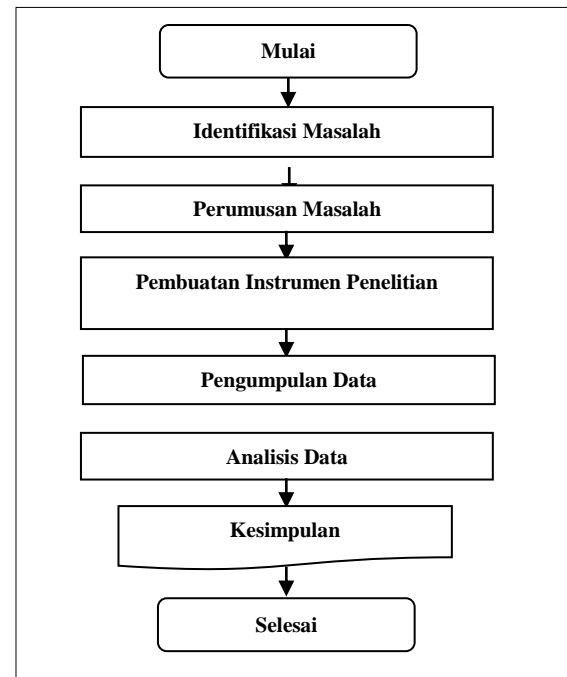 Mulai
Identifikasi Masalah
Perumusan Masalah
Pembuatan Instrumen Penelitian
Pengumpulan Data
Analisis Data
Kesimpulan
Selesai